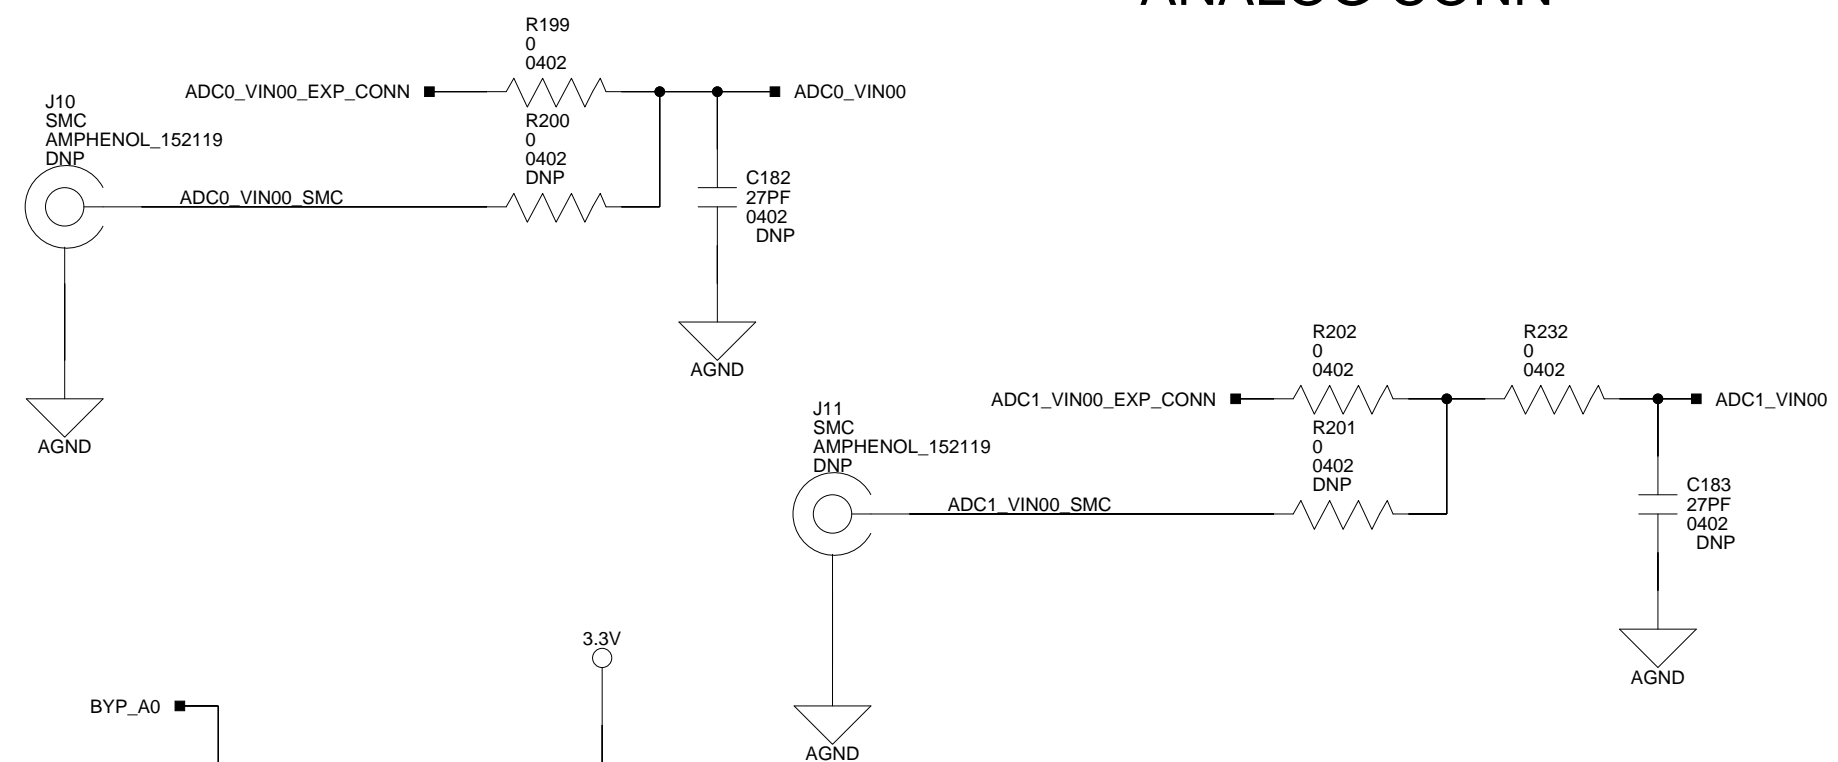 ANALOG CONN
R199
0
0402
ADC0_VIN00_EXP_CONN
ADC0_VIN00
J10
SMC
AMPHENOL_152119
DNP
R200
0
0402
DNP
ADC0_VIN00_SMC
C182
27PF
0402
DNP
AGND
AGND
R202
0
0402
R232
0
0402
ADC1_VIN00_EXP_CONN
ADC1_VIN00
J11
SMC
AMPHENOL_152119
DNP
R201
0
0402
DNP
ADC1_VIN00_SMC
C183
27PF
0402
DNP
AGND
AGND
3.3V
BYP_A0